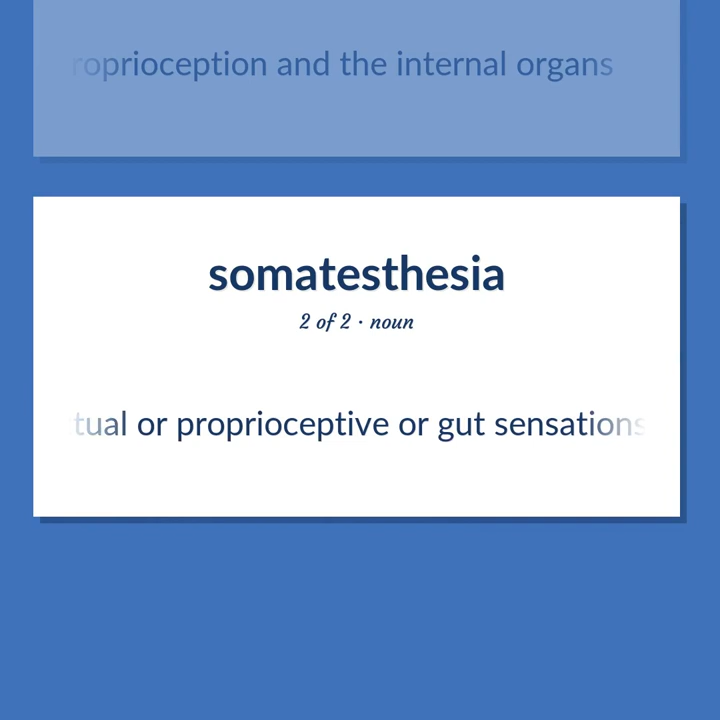 roprioception and the internal organs
somatesthesia
2 of 2 · noun
tual or proprioceptive or gut sensations